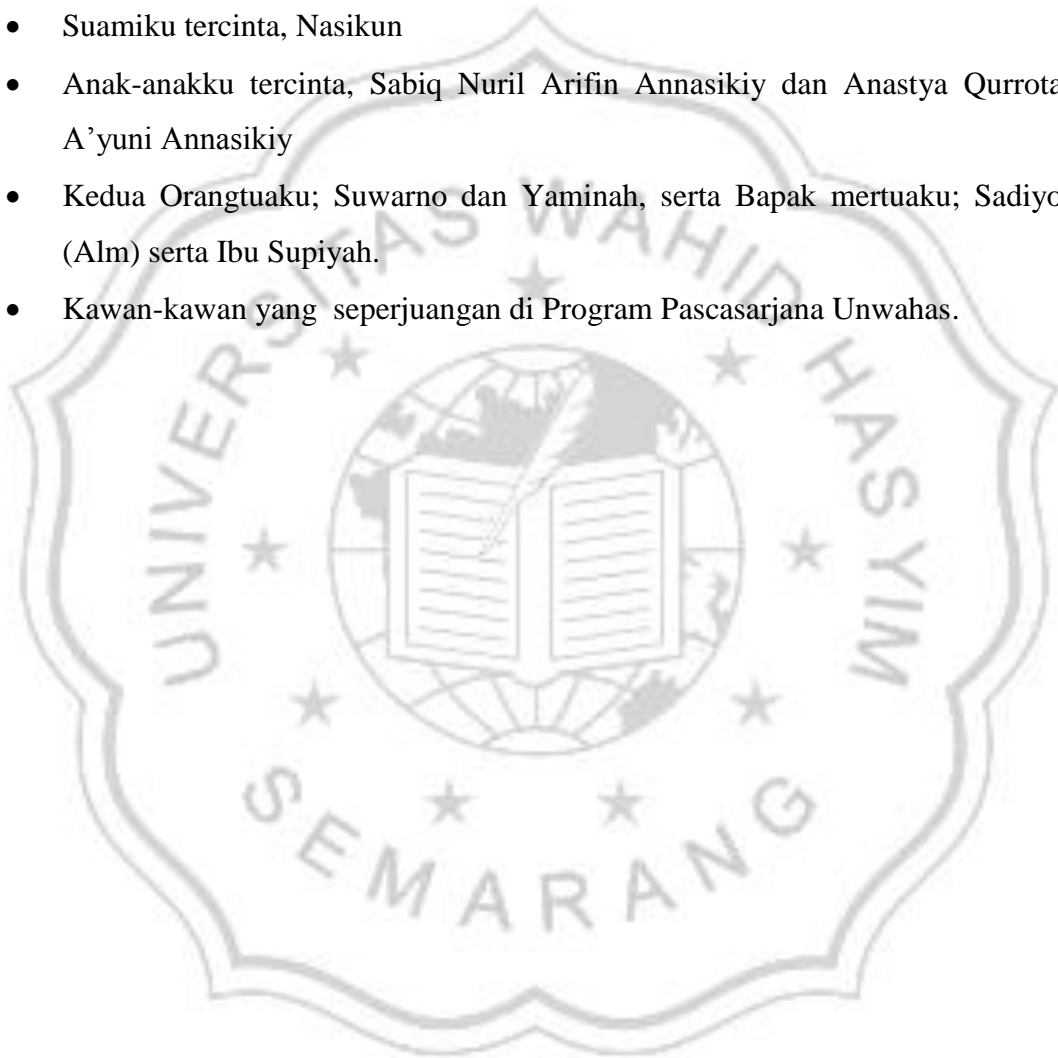 • Suamiku tercinta, Nasikun
• Anak-anakku tercinta, Sabiq Nuril Arifin Annasikiy dan Anastya Qurrota
A’yuni Annasikiy
• Kedua Orangtuaku; Suwarno dan Yaminah, serta Bapak mertuaku; Sadiyo
(Alm) serta Ibu Supiyah.
• Kawan-kawan yang  seperjuangan di Program Pascasarjana Unwahas.
UNIVERSITAS WAHID HASYIM
SEMARANG